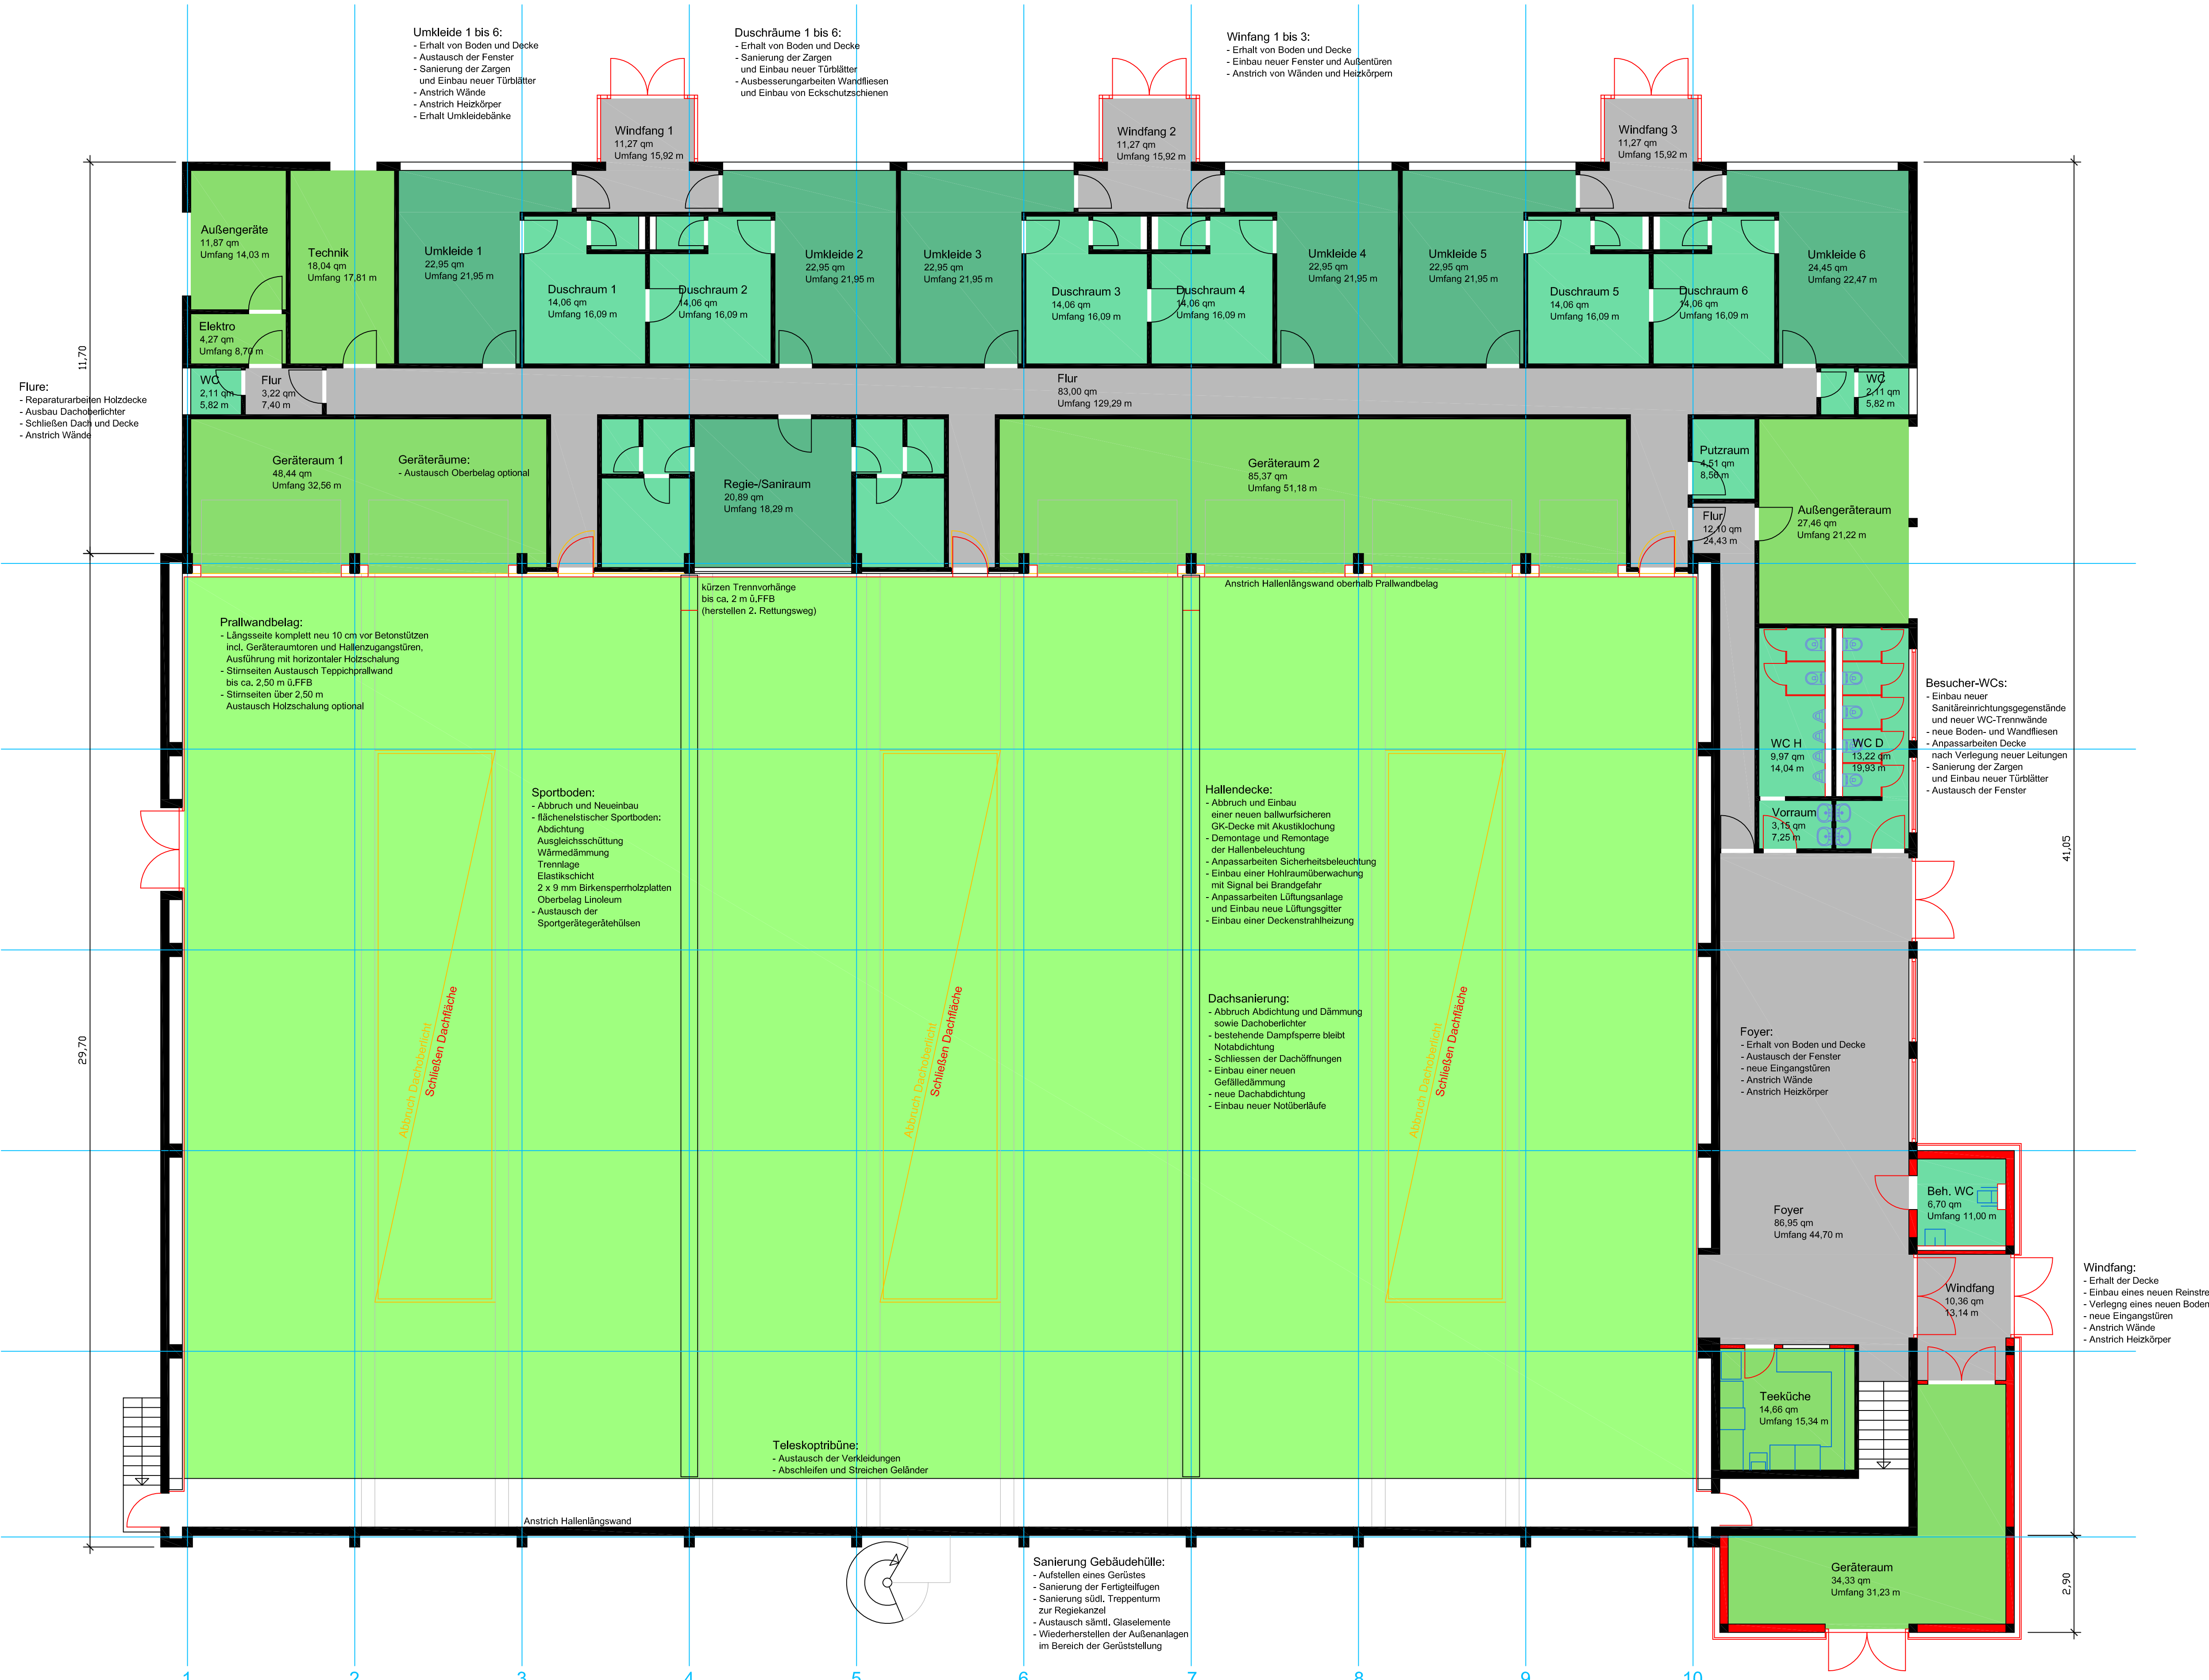 Umkleide 1 bis 6:
- Erhalt von Boden und Decke
- Austausch der Fenster
- Sanierung der Zargen
und Einbau neuer Türblätter
- Anstrich Wände
- Anstrich Heizkörper
- Erhalt Umkleidebänke
Duschräume 1 bis 6:
- Erhalt von Boden und Decke
- Sanierung der Zargen
und Einbau neuer Türblätter
- Ausbesserungarbeiten Wandfliesen
und Einbau von Eckschutzschienen
Winfang 1 bis 3:
- Erhalt von Boden und Decke
- Einbau neuer Fenster und Außentüren
- Anstrich von Wänden und Heizkörpern
Windfang 1
11,27 qm
Umfang 15,92 m
Windfang 2
11,27 qm
Umfang 15,92 m
Windfang 3
11,27 qm
Umfang 15,92 m
Außengeräte
11,87 qm
Umfang 14,03 m
Technik
18,04 qm
Umfang 17,81 m
Umkleide 1
22,95 qm
Umfang 21,95 m
Duschraum 1
14,06 qm
Umfang 16,09 m
Duschraum 2
14,06 qm
Umfang 16,09 m
Umkleide 2
22,95 qm
Umfang 21,95 m
Umkleide 3
22,95 qm
Umfang 21,95 m
Duschraum 3
14,06 qm
Umfang 16,09 m
Duschraum 4
14,06 qm
Umfang 16,09 m
Umkleide 4
22,95 qm
Umfang 21,95 m
Umkleide 5
22,95 qm
Umfang 21,95 m
Duschraum 5
14,06 qm
Umfang 16,09 m
Duschraum 6
14,06 qm
Umfang 16,09 m
Umkleide 6
24,45 qm
Umfang 22,47 m
Elektro
4,27 qm
Umfang 8,70 m
11,70
Flure:
- Reparaturarbeiten Holzdecke
- Ausbau Dachoberlichter
- Schließen Dach und Decke
- Anstrich Wände
WC
2,11 qm
5,82 m
Flur
3,22 qm
7,40 m
Flur
83,00 qm
Umfang 129,29 m
WC
2,11 qm
5,82 m
Geräteraum 1
48,44 qm
Umfang 32,56 m
Geräteräume:
- Austausch Oberbelag optional
Regie-/Saniraum
20,89 qm
Umfang 18,29 m
Geräteraum 2
85,37 qm
Umfang 51,18 m
Putzraum
4,51 qm
8,56 m
Flur
12,10 qm
24,43 m
Außengeräteraum
27,46 qm
Umfang 21,22 m
kürzen Trennvorhänge
bis ca. 2 m ü.FFB
(herstellen 2. Rettungsweg)
Anstrich Hallenlängswand oberhalb Prallwandbelag
Prallwandbelag:
- Längsseite komplett neu 10 cm vor Betonstützen
incl. Geräteraumtoren und Hallenzugangstüren,
Ausführung mit horizontaler Holzschalung
- Stirnseiten Austausch Teppichprallwand
bis ca. 2,50 m ü.FFB
- Stirnseiten über 2,50 m
Austausch Holzschalung optional
Besucher-WCs:
- Einbau neuer
Sanitäreinrichtungsgegenstände
und neuer WC-Trennwände
- neue Boden- und Wandfliesen
- Anpassarbeiten Decke
nach Verlegung neuer Leitungen
- Sanierung der Zargen
und Einbau neuer Türblätter
- Austausch der Fenster
WC H
9,97 qm
14,04 m
WC D
13,22 qm
19,93 m
Vorraum
3,15 qm
7,25 m
Sportboden:
- Abbruch und Neueinbau
- flächenelstischer Sportboden:
Abdichtung
Ausgleichsschüttung
Wärmedämmung
Trennlage
Elastikschicht
2 x 9 mm Birkensperrholzplatten
Oberbelag Linoleum
- Austausch der
Sportgerätegerätehülsen
Hallendecke:
- Abbruch und Einbau
einer neuen ballwurfsicheren
GK-Decke mit Akustiklochung
- Demontage und Remontage
der Hallenbeleuchtung
- Anpassarbeiten Sicherheitsbeleuchtung
- Einbau einer Hohlraumüberwachung
mit Signal bei Brandgefahr
- Anpassarbeiten Lüftungsanlage
und Einbau neue Lüftungsgitter
- Einbau einer Deckenstrahlheizung
41,05
29,70
Abbruch Dachoberlicht
Schließen Dachfläche
Abbruch Dachoberlicht
Schließen Dachfläche
Abbruch Dachoberlicht
Schließen Dachfläche
Dachsanierung:
- Abbruch Abdichtung und Dämmung
sowie Dachoberlichter
- bestehende Dampfsperre bleibt
Notabdichtung
- Schliessen der Dachöffnungen
- Einbau einer neuen
Gefälledämmung
- neue Dachabdichtung
- Einbau neuer Notüberläufe
Foyer:
- Erhalt von Boden und Decke
- Austausch der Fenster
- neue Eingangstüren
- Anstrich Wände
- Anstrich Heizkörper
Foyer
86,95 qm
Umfang 44,70 m
Beh. WC
6,70 qm
Umfang 11,00 m
Windfang
10,36 qm
13,14 m
Windfang:
- Erhalt der Decke
- Einbau eines neuen Reinstre
- Verlegng eines neuen Boden
- neue Eingangstüren
- Anstrich Wände
- Anstrich Heizkörper
Teeküche
14,66 qm
Umfang 15,34 m
Teleskoptribüne:
- Austausch der Verkleidungen
- Abschleifen und Streichen Geländer
Anstrich Hallenlängswand
Sanierung Gebäudehülle:
- Aufstellen eines Gerüstes
- Sanierung der Fertigteilfugen
- Sanierung südl. Treppenturm
zur Regiekanzel
- Austausch sämtl. Glaselemente
- Wiederherstellen der Außenanlagen
im Bereich der Gerüststellung
Geräteraum
34,33 qm
Umfang 31,23 m
2,90
1 2 3 4 5 6 7 8 9 10